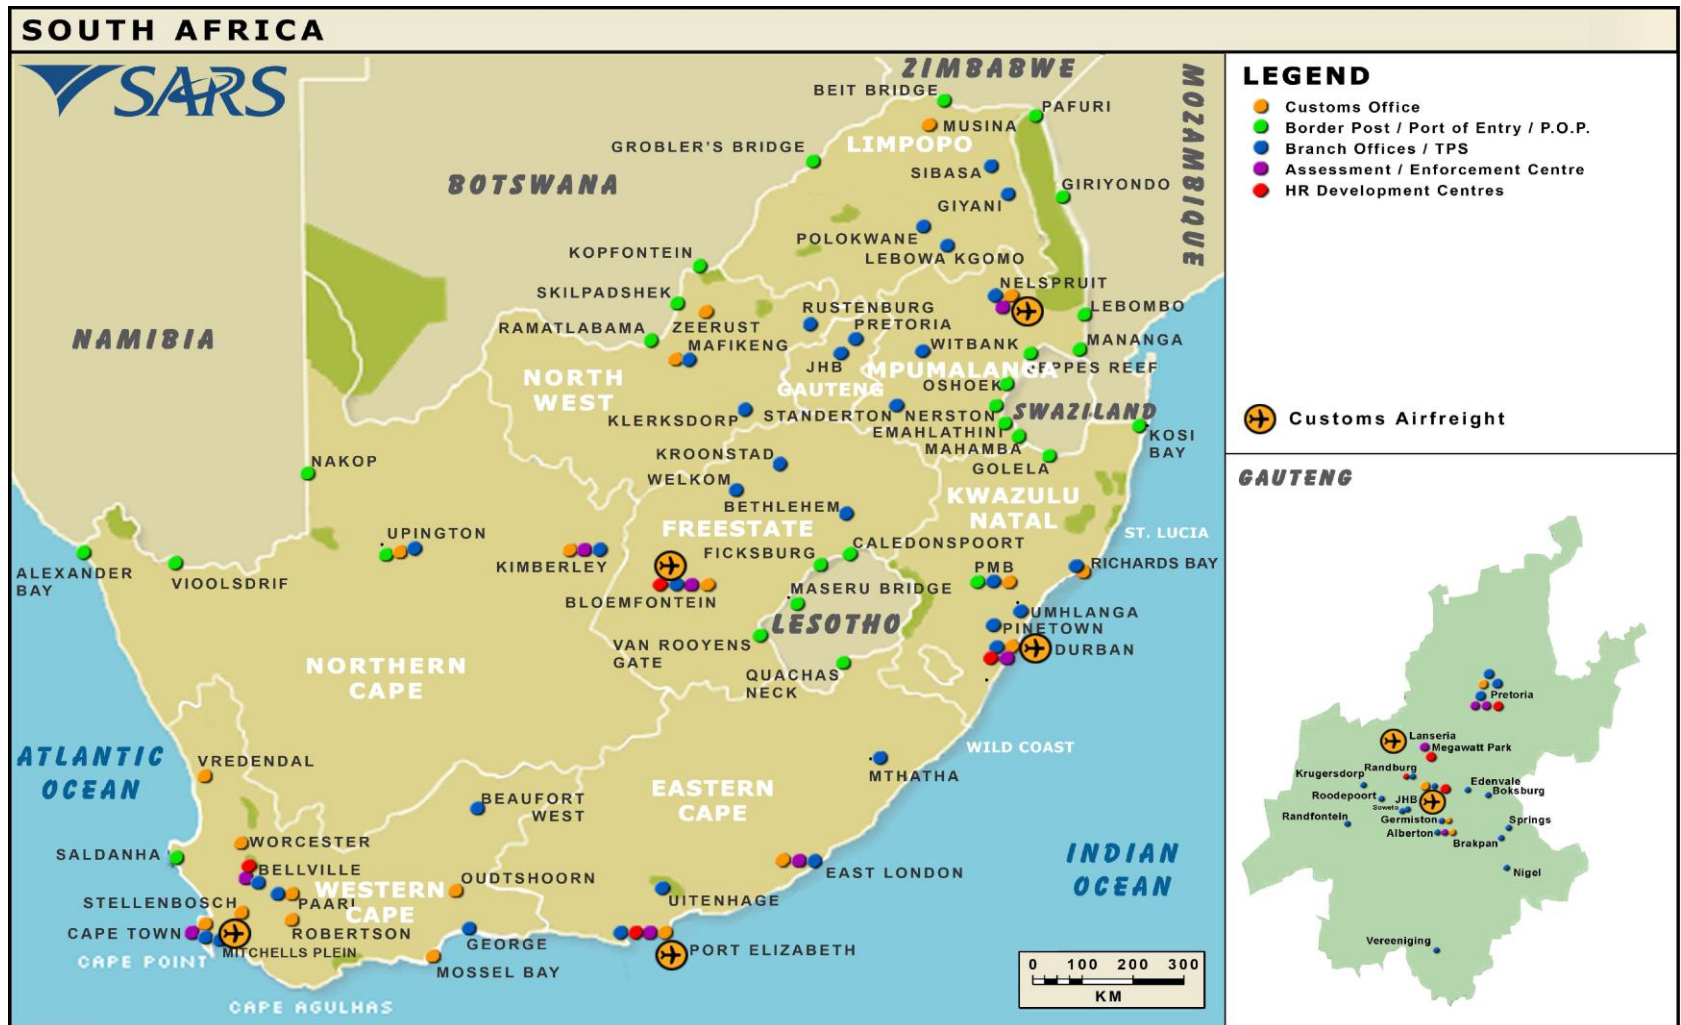 SOUTH AFRICA
SARS
ZIMBABWE
MOZAMBIQUE
BEIT BRIDGE
PAFURI
MUSINA
LIMPOPO
GROBLER'S BRIDGE
BOTSWANA
SIBASA
GIRIYONDO
GIYANI
POLOKWANE
LEBOWA KGOMO
KOPFONTEIN
NELSPRUIT
SKILPADSHEK
RUSTENBURG
LEBOMBO
RAMATLABAMA
ZEERUST
PRETORIA
NAMIBIA
MAFIKENG
WITBANK
MANANGA
JHB
MPUMALANGA
EPPES REEF
NORTH
WEST
GAUTENG
OSHOEK
KLERKSDORP
STANDERTON
NERSTON
SWAZILAND
EMAHLATHINI
KOSI
BAY
MAHAMBA
KROONSTAD
GOLELA
NAKOP
WELKOM
BETHLEHEM
KWAZULU
NATAL
FREESTATE
ST. LUCIA
UPINGTON
CALEDONSPOORT
FICKSBURG
KIMBERLEY
PMB
RICHARDS BAY
ALEXANDER
BAY
VIOOLSDRIF
MASERU BRIDGE
BLOEMFONTEIN
UMHLANGA
LESOTHO
PINETOWN
VAN ROOYENS
GATE
DURBAN
NORTHERN
CAPE
QUACHAS
NECK
WILD COAST
ATLANTIC
OCEAN
VREDENDAL
MTHATHA
EASTERN
CAPE
BEAUFORT
WEST
WORCESTER
SALDANHA
BELLVILLE
INDIAN
OCEAN
EAST LONDON
OUDTSHOORN
WESTERN
CAPE
UITENHAGE
STELLENBOSCH
PAARI
CAPE TOWN
ROBERTSON
GEORGE
PORT ELIZABETH
MITCHELLS PLEIN
CAPE POINT
MOSSEL BAY
CAPE AGULHAS
0 100 200 300
KM
LEGEND
Customs Office
Border Post / Port of Entry / P.O.P.
Branch Offices / TPS
Assessment / Enforcement Centre
HR Development Centres
Customs Airfreight
GAUTENG
Pretoria
Lanseria
Megawatt Park
Randburg
Krugersdorp
Edenvale
Boksburg
Roodepoort
JHB
Soweto
Randfontein
Germiston
Springs
Alberton
Brakpan
Nigel
Vereeniging